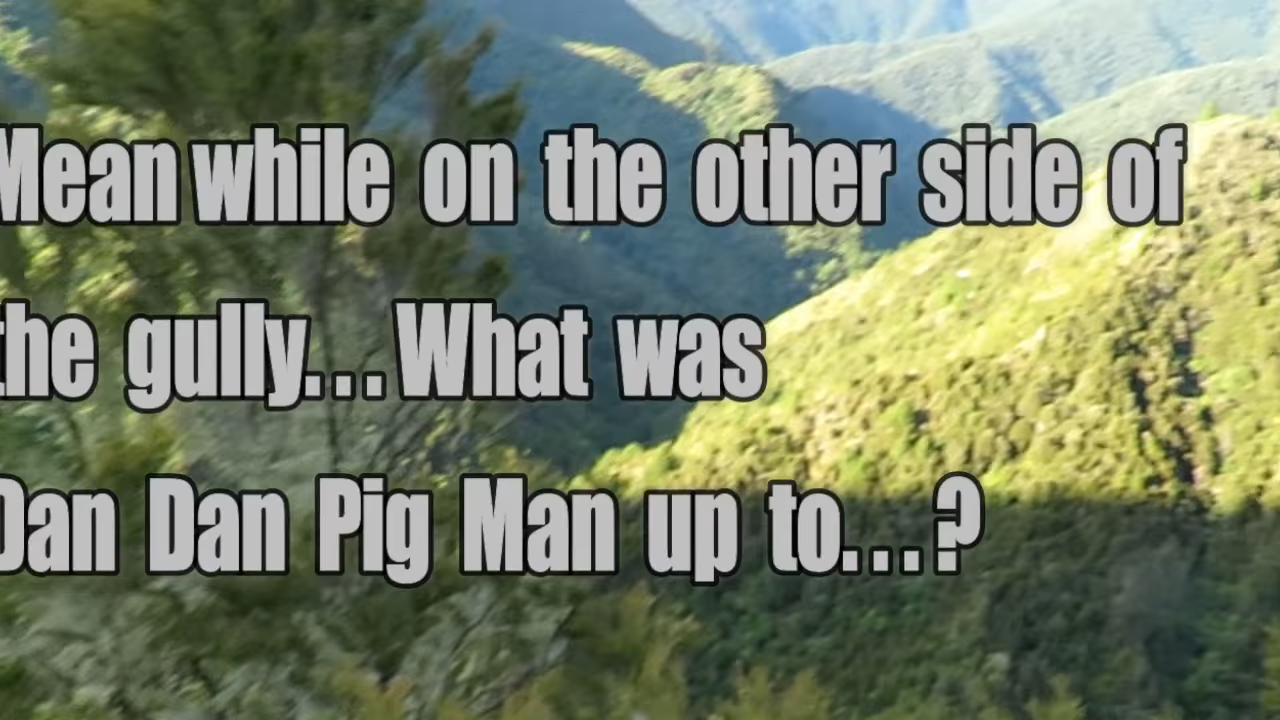 Mean while on the other side of
the gully...What was
Dan Dan Pig Man up to...?